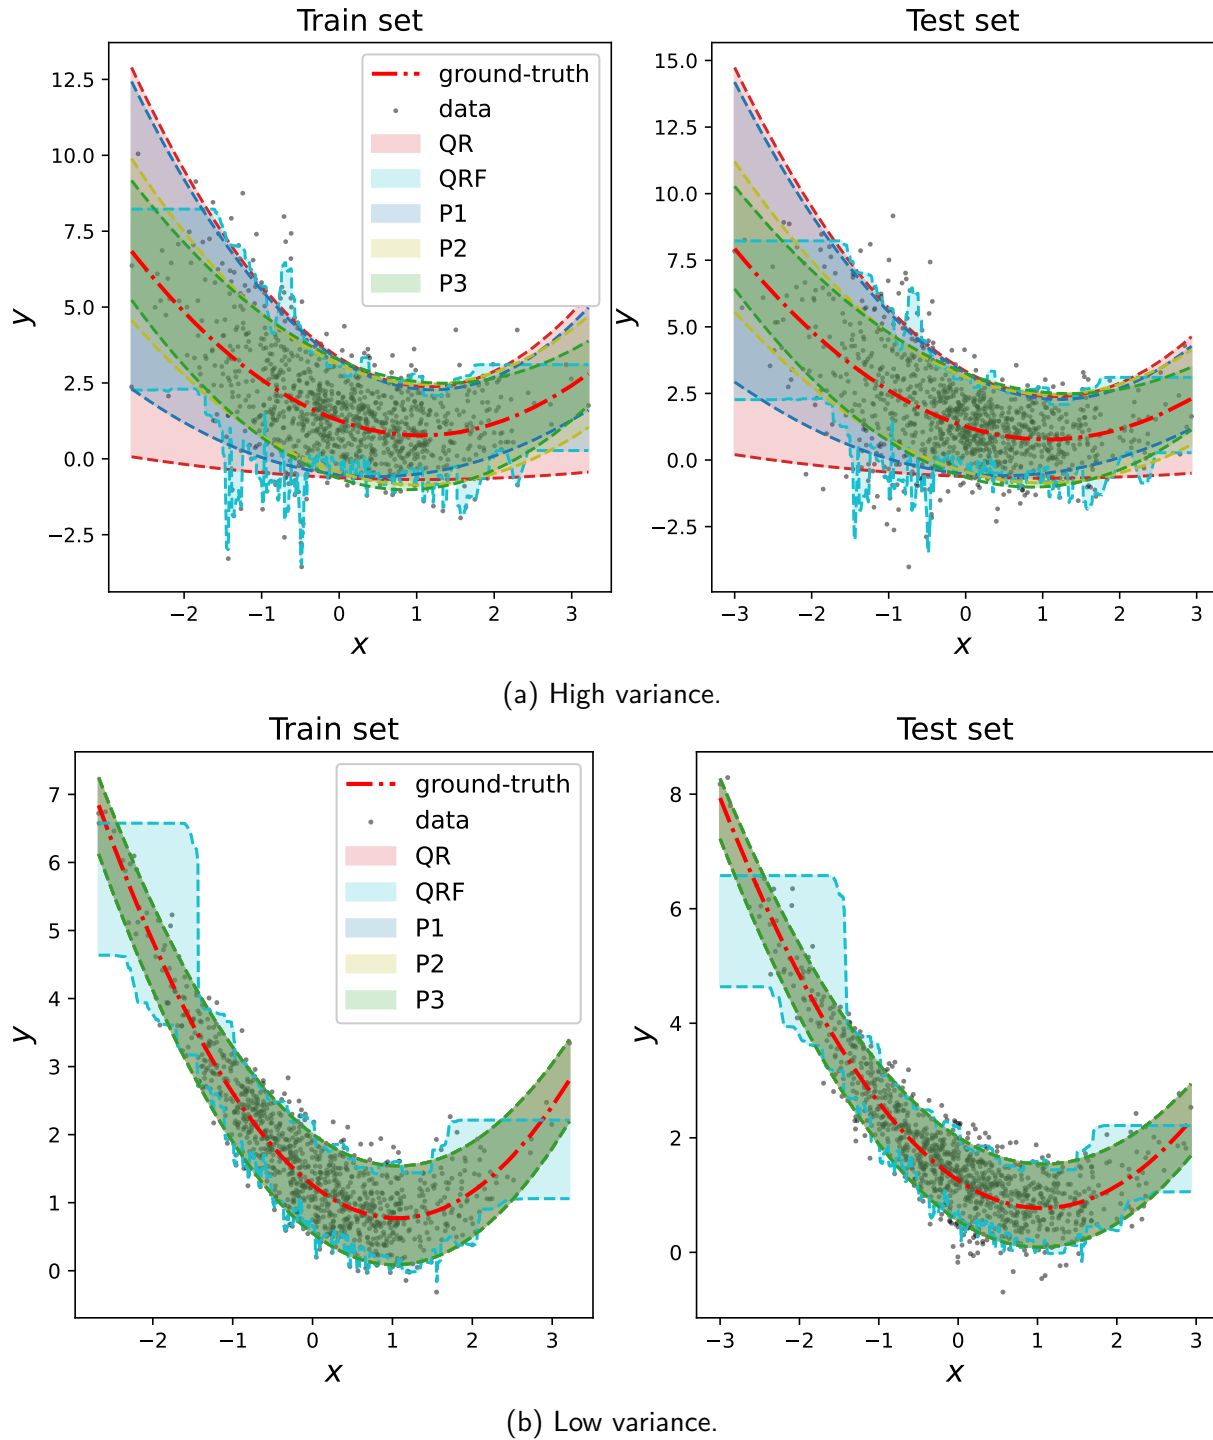 Train set
Test set
12.5
10.0
7.5
5.0
2.5
0.0
−2.5
y
ground-truth
data
QR
QRF
P1
P2
P3
−2 −1 0 1 2 3
x
15.0
12.5
10.0
7.5
5.0
2.5
0.0
−2.5
y
−3 −2 −1 0 1 2 3
x
(a) High variance.
Train set
Test set
7
6
5
4
3
2
1
0
y
ground-truth
data
QR
QRF
P1
P2
P3
−2 −1 0 1 2 3
x
8
6
4
2
0
y
−3 −2 −1 0 1 2 3
x
(b) Low variance.